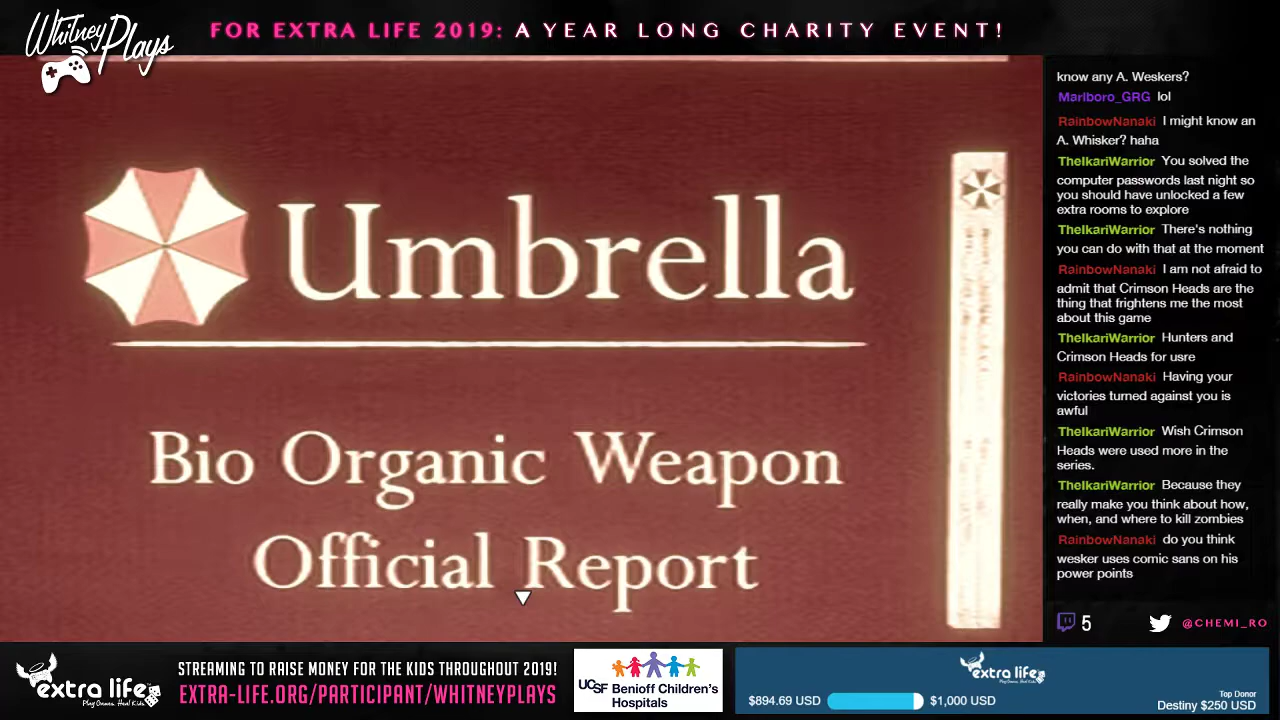 WhitneyPlays
FOR EXTRA LIFE 2019: A YEAR LONG CHARITY EVENT!
Umbrella
Bio Organic Weapon
Official Report
know any A. Weskers?
Marlboro_GRG lol
RainbowNanaki I might know an
A. Whisker? haha
TheIkariWarrior You solved the
computer passwords last night so
you should have unlocked a few
extra rooms to explore
TheIkariWarrior There's nothing
you can do with that at the moment
RainbowNanaki I am not afraid to
admit that Crimson Heads are the
thing that frightens me the most
about this game
TheIkariWarrior Hunters and
Crimson Heads for usre
RainbowNanaki Having your
victories turned against you is
awful
TheIkariWarrior Wish Crimson
Heads were used more in the
series.
TheIkariWarrior Because they
really make you think about how,
when, and where to kill zombies
RainbowNanaki do you think
wesker uses comic sans on his
power points
5
@CHEMI_RO
extra life
Play Games. Heal Kids.
STREAMING TO RAISE MONEY FOR THE KIDS THROUGHOUT 2019!
EXTRA-LIFE.ORG/PARTICIPANT/WHITNEYPLAYS
UCSF Benioff Children's
Hospitals
extra life
$894.69 USD
$1,000 USD
Top Donor
Destiny $250 USD